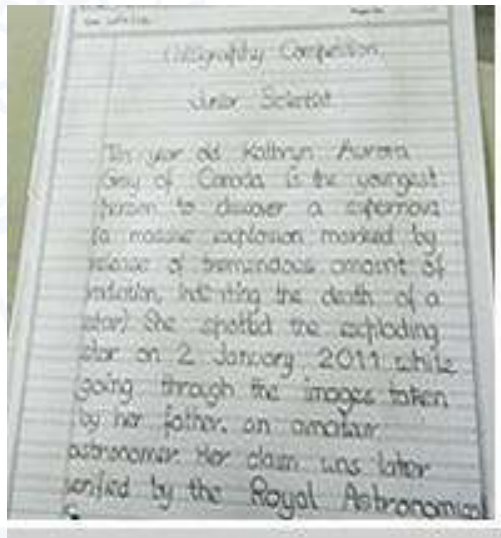 Calligraphy Competition
Junior Scientist
Ten year old Kathryn Aurora
Gray of Canada is the youngest
person to discover a supernova
(a massive explosion marked by
release of tremendous amount of
radiation, indicating the death of a
star) She spotted the exploding
star on 2 January 2011 while
going through the images taken
by her father, an amateur
astronomer. Her claim was later
verified by the Royal Astronomical